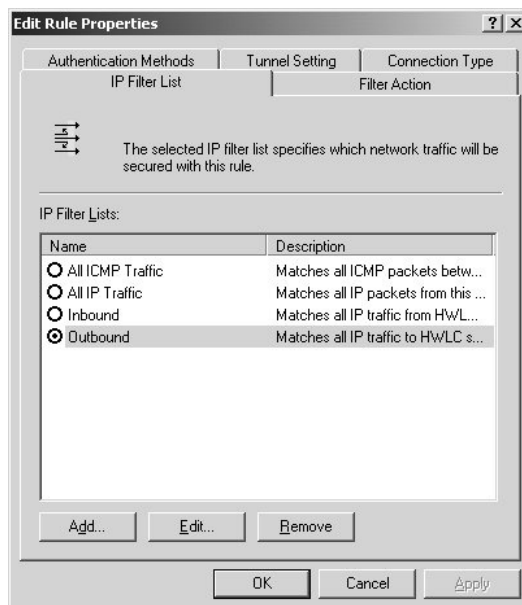 Edit Rule Properties ? ×
Authentication Methods Tunnel Setting Connection Type
IP Filter List Filter Action
The selected IP filter list specifies which network traffic will be
secured with this rule.
IP Filter Lists:
Name Description
All ICMP Traffic Matches all ICMP packets betw...
All IP Traffic Matches all IP packets from this ...
Inbound Matches all IP traffic from HWL...
Outbound Matches all IP traffic to HWLC s...
Add... Edit... Remove
OK Cancel Apply